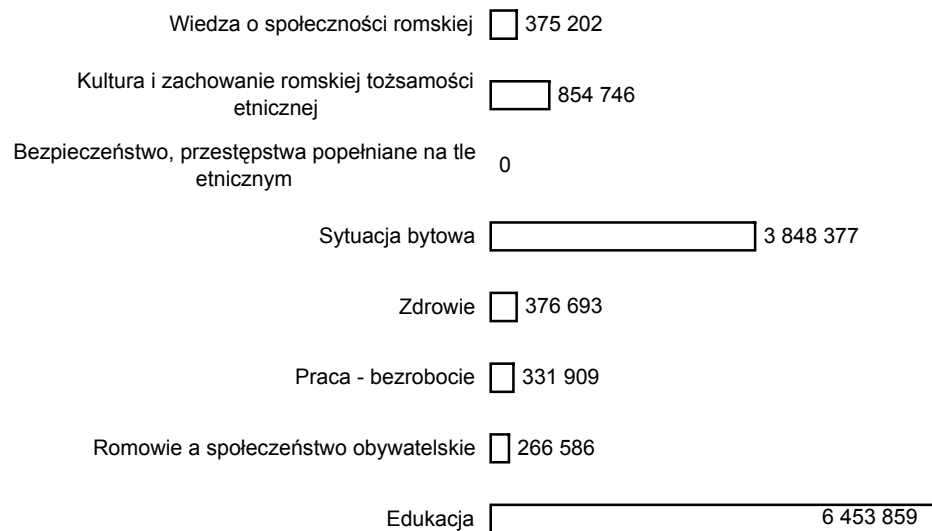 Wiedza o społeczności romskiej 375 202
Kultura i zachowanie romskiej tożsamości
etnicznej 854 746
Bezpieczeństwo, przestępstwa popełniane na tle
etnicznym 0
Sytuacja bytowa 3 848 377
Zdrowie 376 693
Praca - bezrobocie 331 909
Romowie a społeczeństwo obywatelskie 266 586
Edukacja 6 453 859